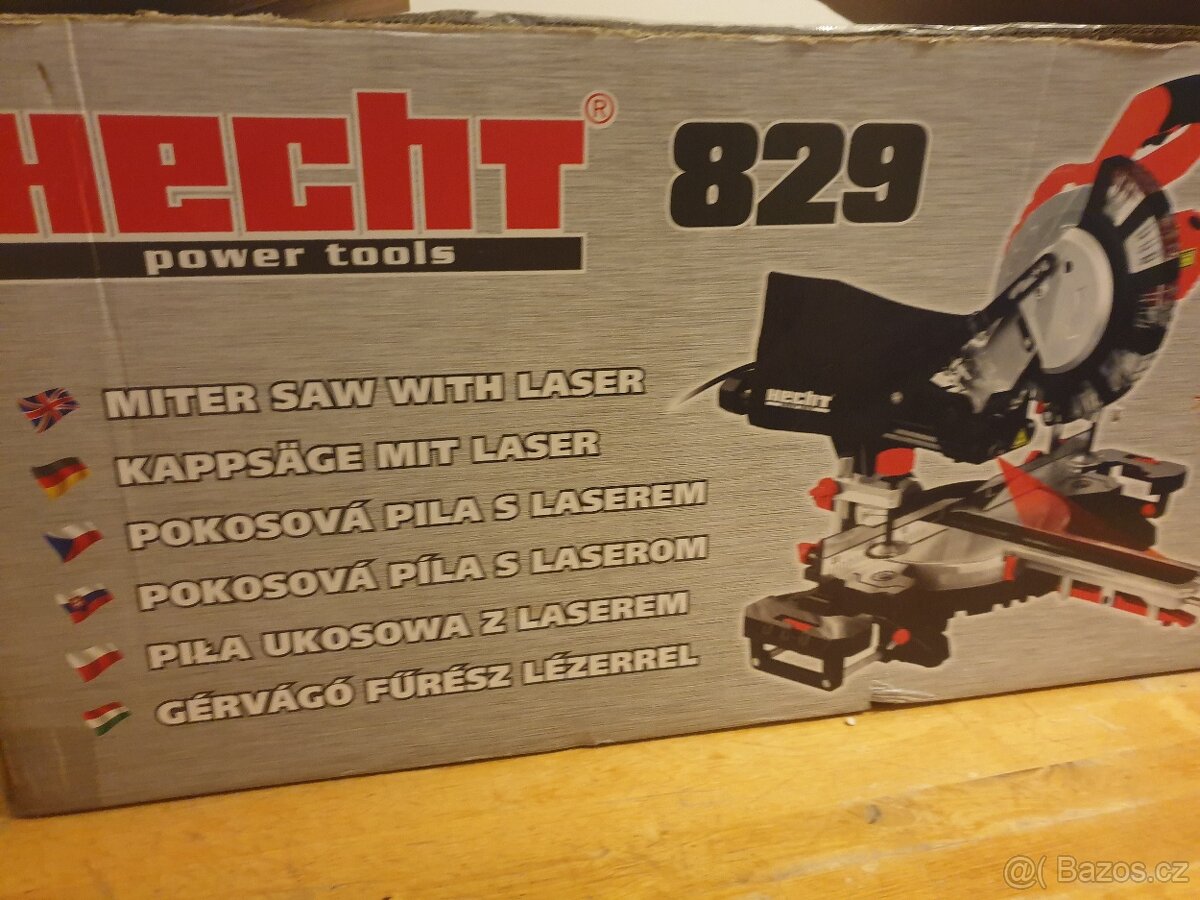 HECHT® 829
power tools
MITER SAW WITH LASER
KAPPSÄGE MIT LASER
POKOSOVÁ PILA S LASEREM
POKOSOVÁ PÍLA S LASEROM
PIŁA UKOSOWA Z LASEREM
GÉRVÁGÓ FŰRÉSZ LÉZERREL
HECHT
@( Bazos.cz